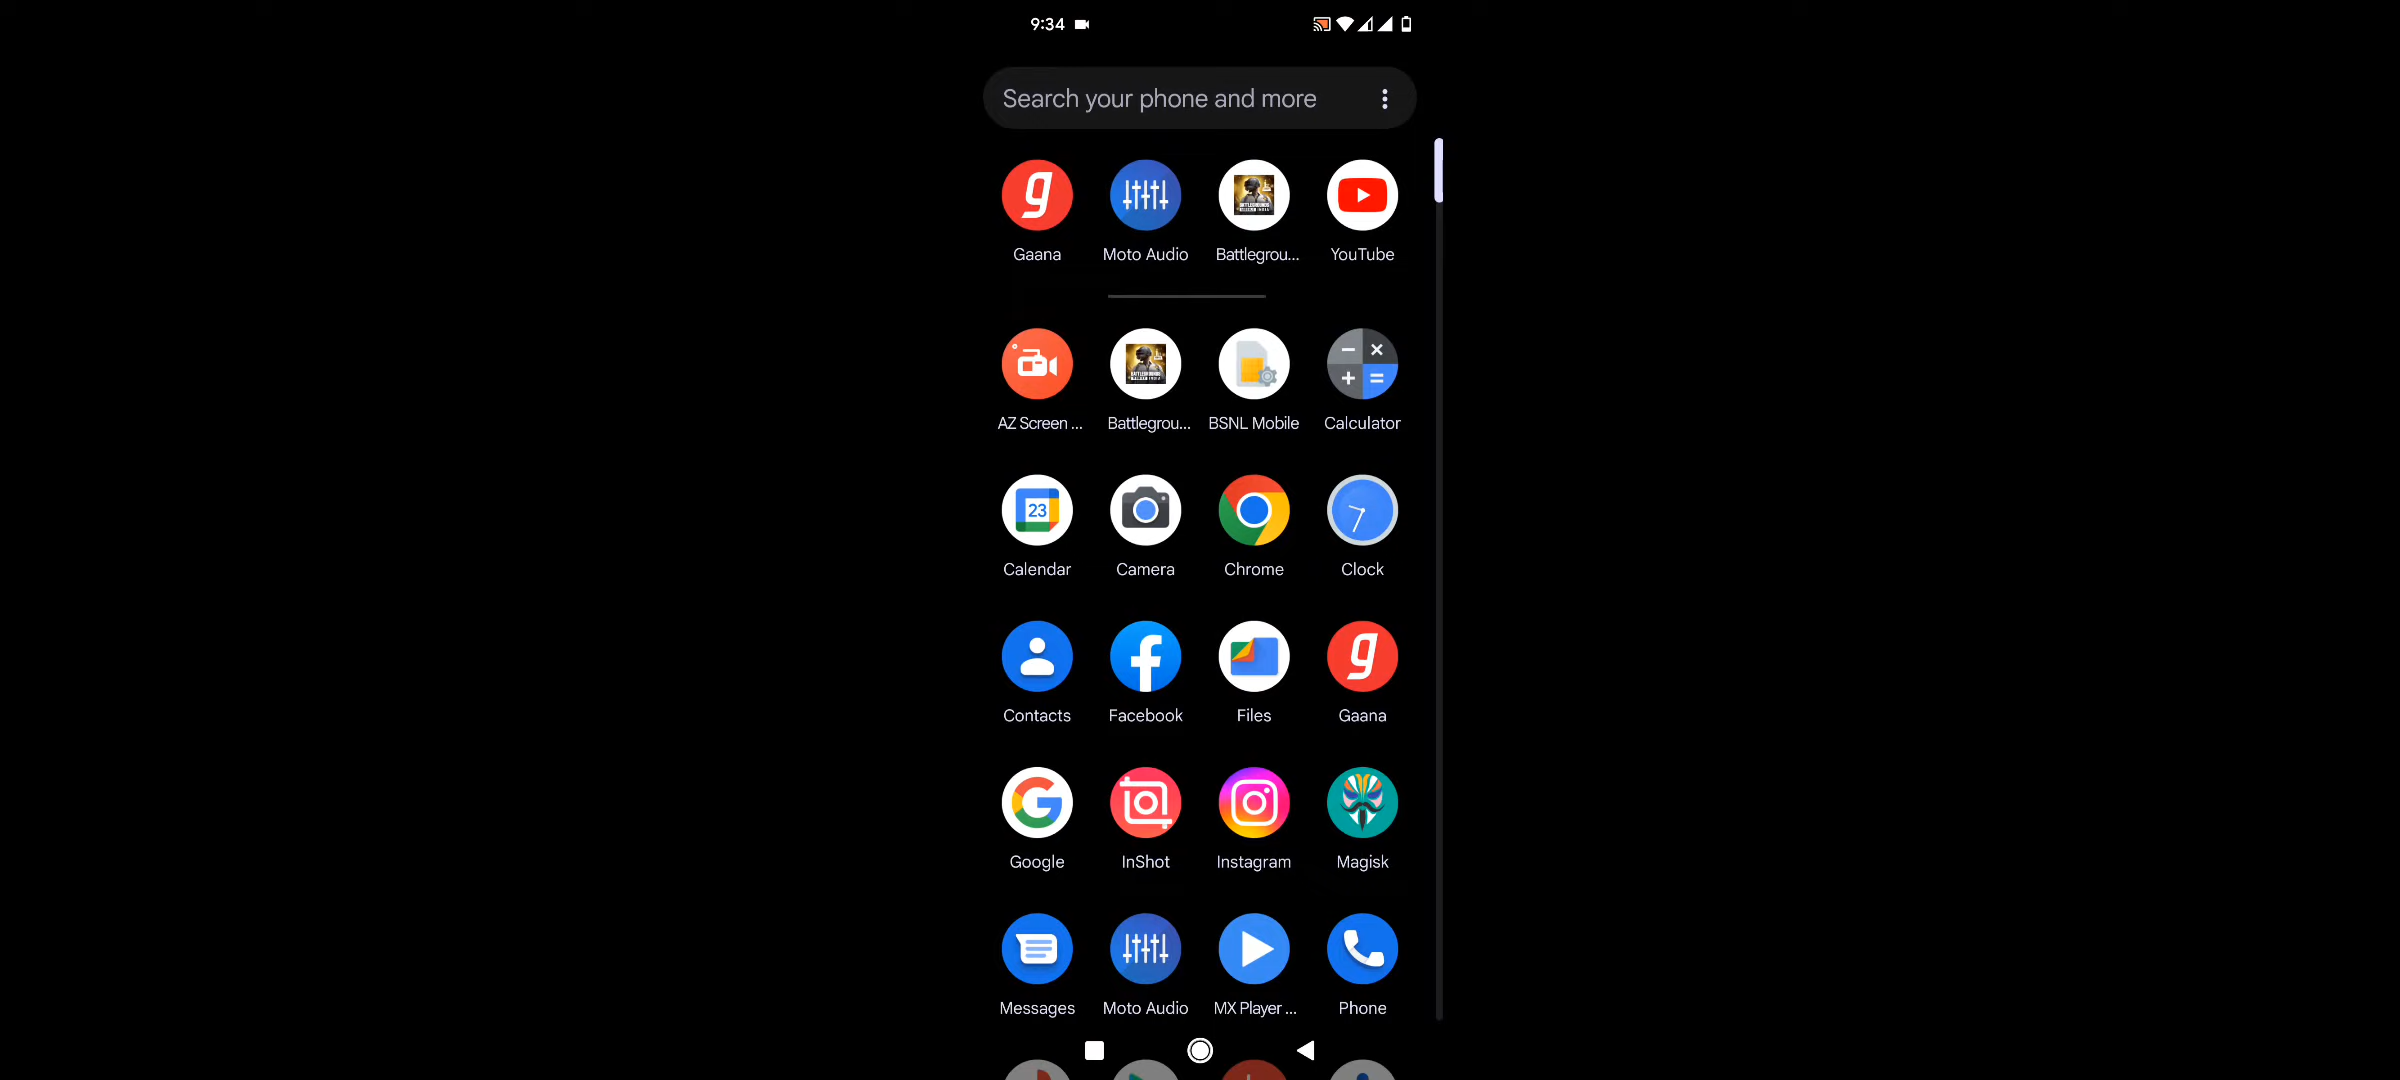 9:34
Search your phone and more
Gaana Moto Audio Battlegrou... YouTube
AZ Screen ... Battlegrou... BSNL Mobile Calculator
23
Calendar Camera Chrome Clock
Contacts Facebook Files Gaana
Google InShot Instagram Magisk
Messages Moto Audio MX Player ... Phone